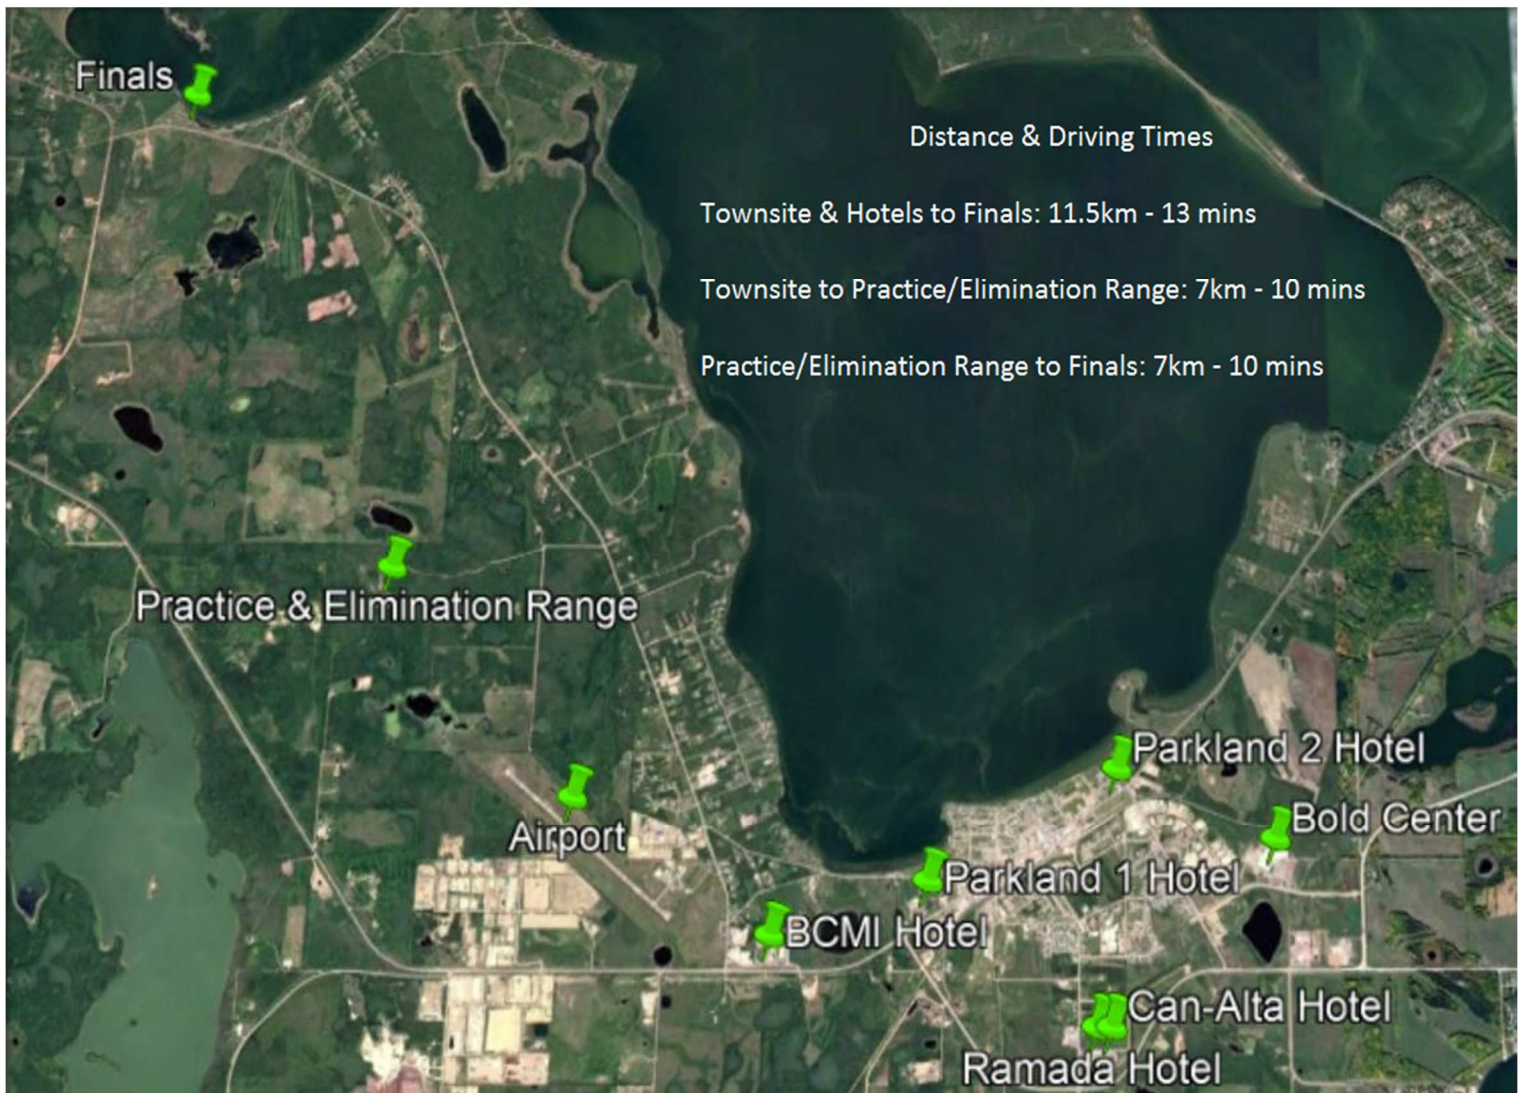 Finals
Distance & Driving Times
Townsite & Hotels to Finals: 11.5km - 13 mins
Townsite to Practice/Elimination Range: 7km - 10 mins
Practice/Elimination Range to Finals: 7km - 10 mins
Practice & Elimination Range
Parkland 2 Hotel
Bold Center
Airport
Parkland 1 Hotel
BCMI Hotel
Can-Alta Hotel
Ramada Hotel